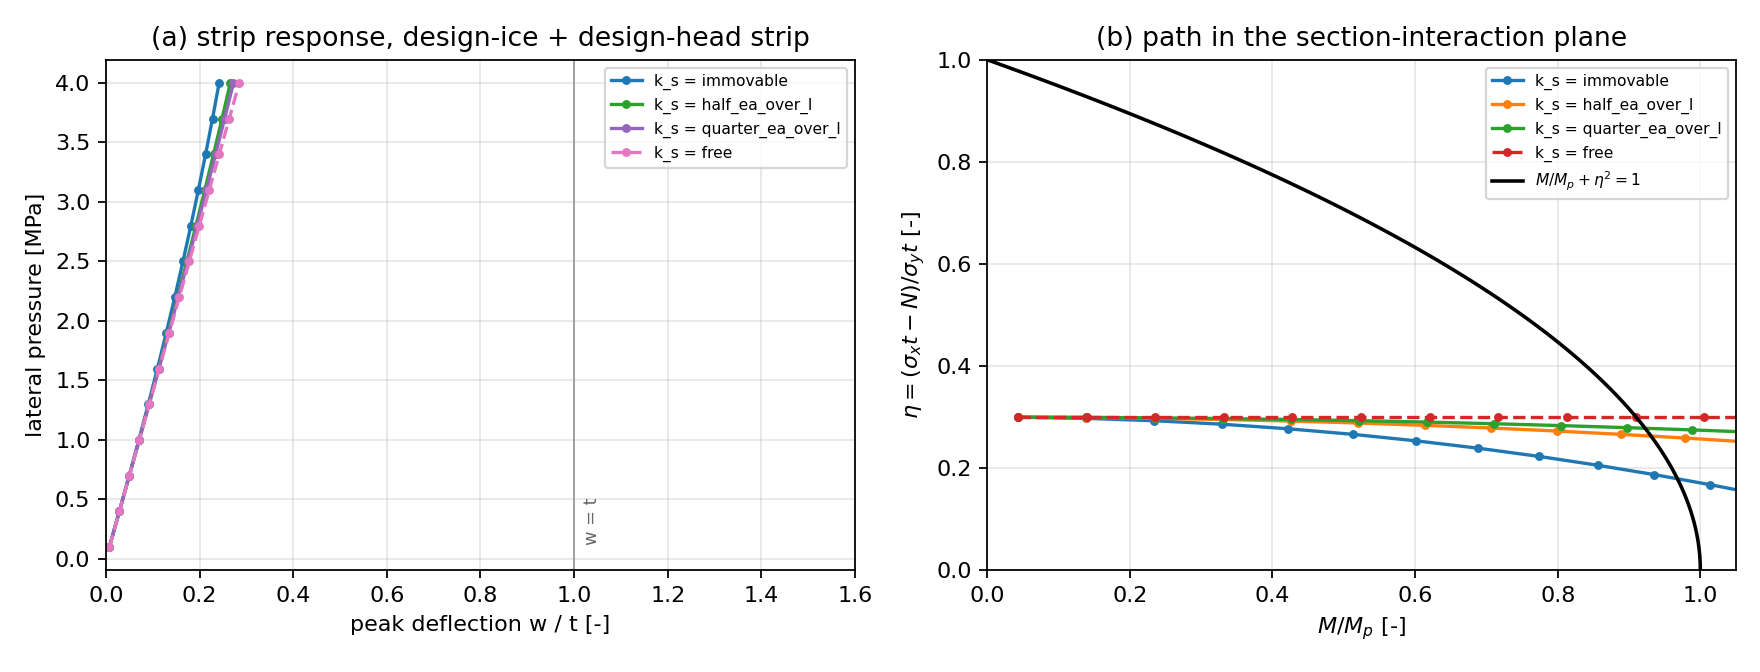 (a) strip response, design-ice + design-head strip
lateral pressure [MPa]
4.0
3.5
3.0
2.5
2.0
1.5
1.0
0.5
0.0
k_s = immovable
k_s = half_ea_over_l
k_s = quarter_ea_over_l
k_s = free
w = t
0.0 0.2 0.4 0.6 0.8 1.0 1.2 1.4 1.6
peak deflection w / t [-]
(b) path in the section-interaction plane
η = (σₓt − N)/σᵧt [-]
1.0
0.8
0.6
0.4
0.2
0.0
k_s = immovable
k_s = half_ea_over_l
k_s = quarter_ea_over_l
k_s = free
M/Mₚ + η² = 1
0.0 0.2 0.4 0.6 0.8 1.0
M/Mₚ [-]